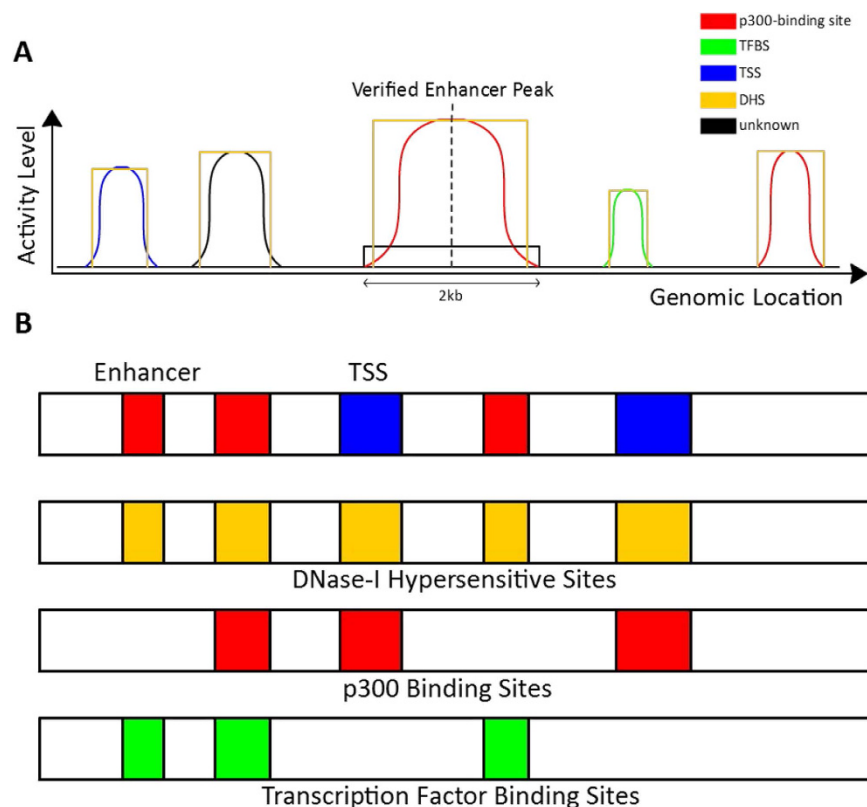 p300-binding site
TFBS
TSS
DHS
unknown
A
Verified Enhancer Peak
Activity Level
2kb
Genomic Location
B
Enhancer
TSS
DNase-I Hypersensitive Sites
p300 Binding Sites
Transcription Factor Binding Sites